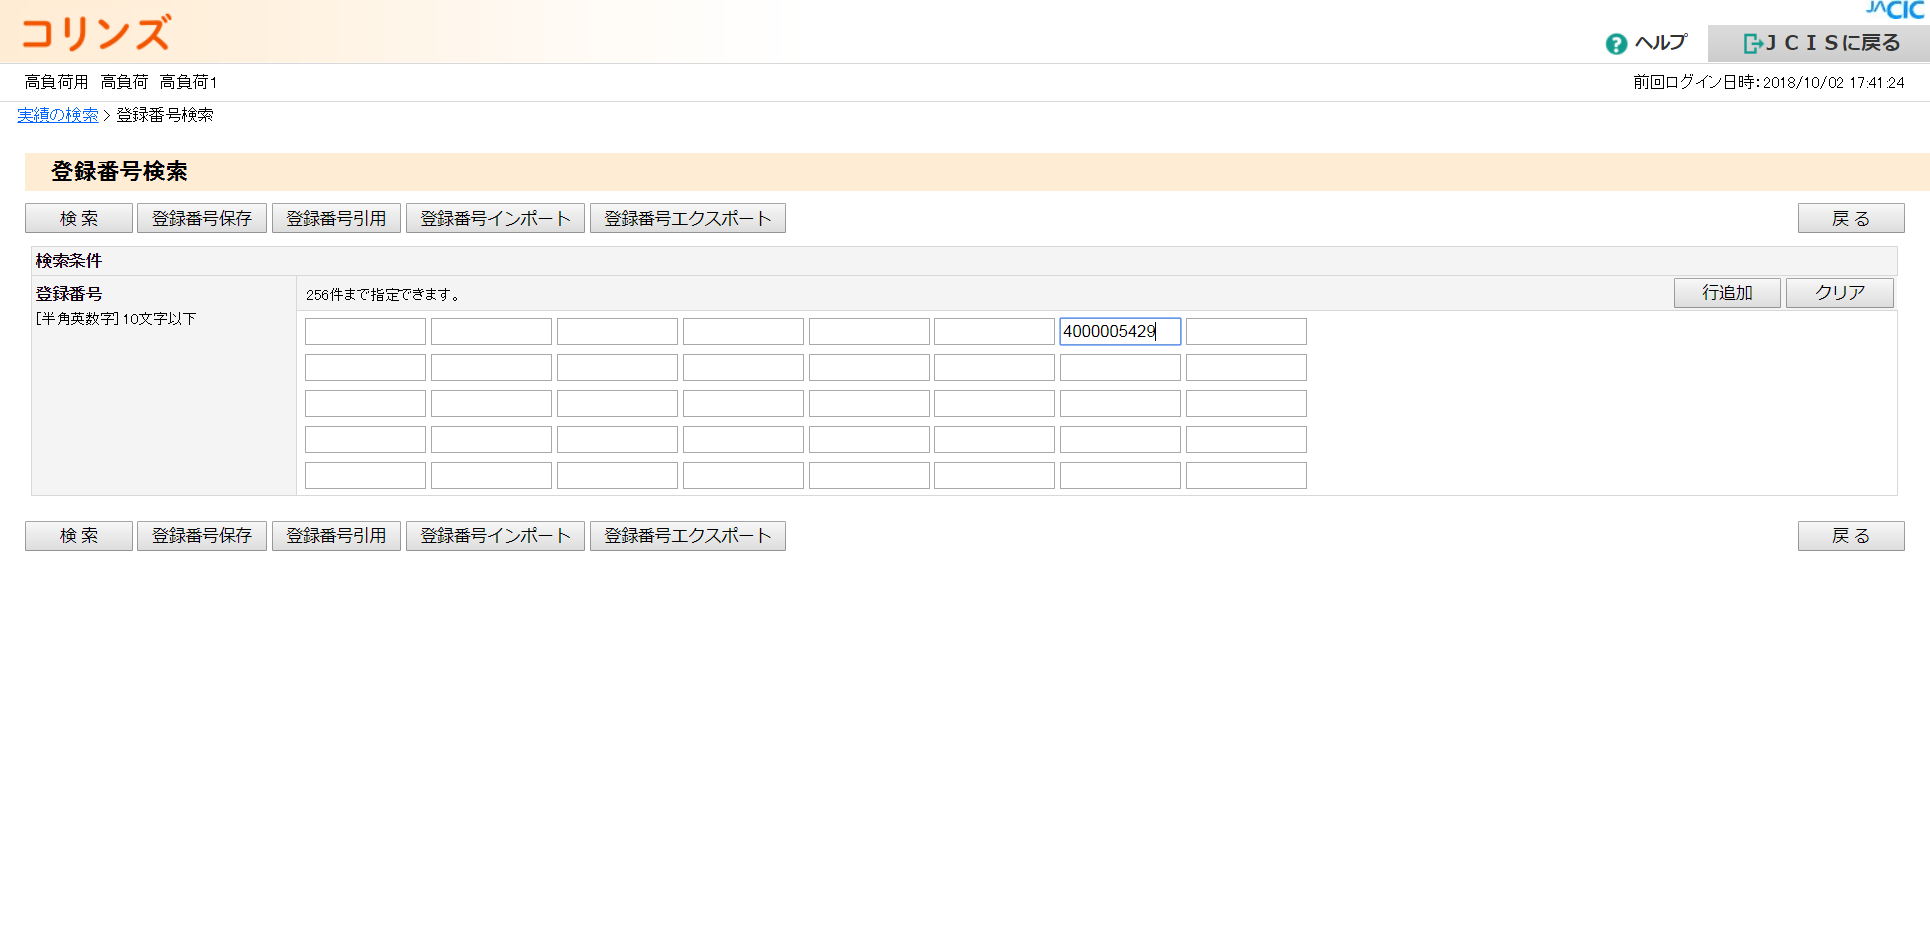 JACIC
コリンズ
ヘルプ
ＪＣＩＳに戻る
高負荷用 高負荷 高負荷1
前回ログイン日時：2018/10/02 17:41:24
実績の検索 > 登録番号検索
登録番号検索
検 索 登録番号保存 登録番号引用 登録番号インポート 登録番号エクスポート 戻 る
検索条件
登録番号
[半角英数字] 10文字以下
256件まで指定できます。
行追加 クリア
4000005429
検 索 登録番号保存 登録番号引用 登録番号インポート 登録番号エクスポート 戻 る